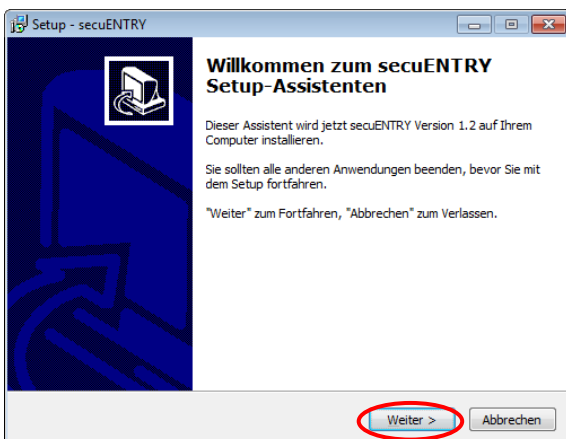 Setup - secuENTRY
Willkommen zum secuENTRY
Setup-Assistenten
Dieser Assistent wird jetzt secuENTRY Version 1.2 auf Ihrem
Computer installieren.
Sie sollten alle anderen Anwendungen beenden, bevor Sie mit
dem Setup fortfahren.
"Weiter" zum Fortfahren, "Abbrechen" zum Verlassen.
Weiter > Abbrechen